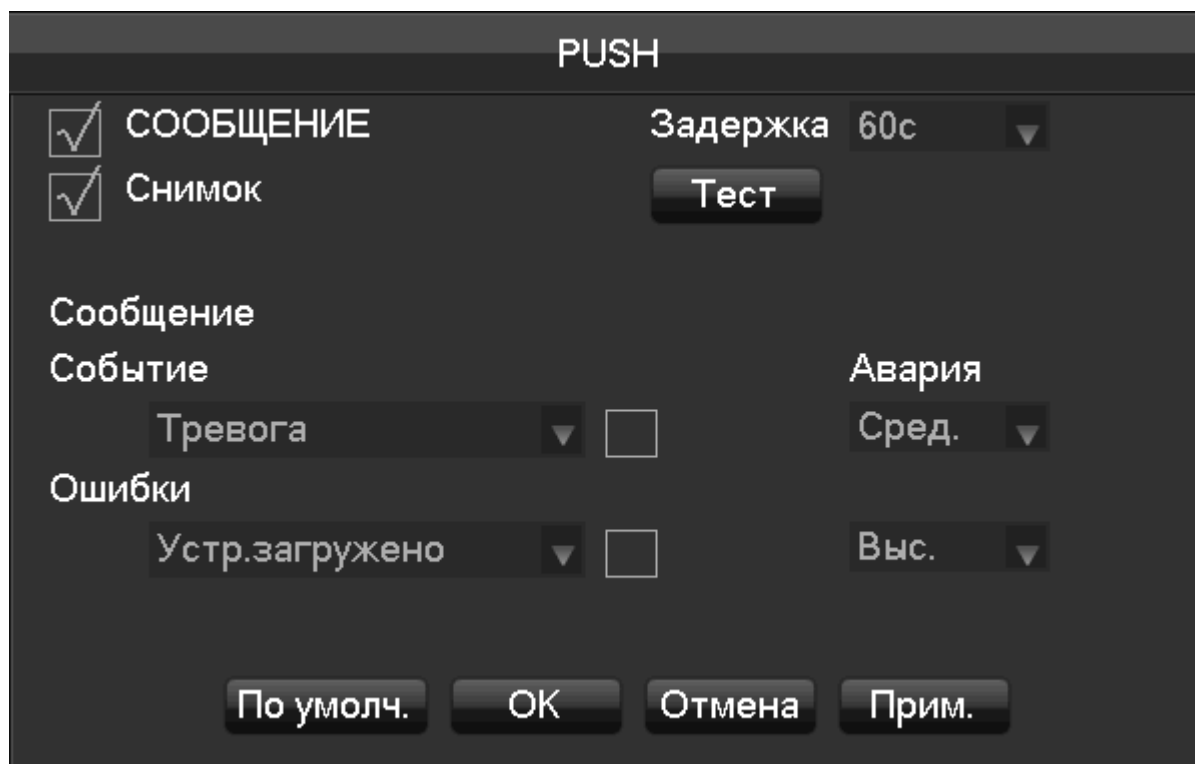 PUSH
СООБЩЕНИЕ Задержка 60с
Снимок Тест
Сообщение
Событие Авария
Тревога Сред.
Ошибки
Устр.загружено Выс.
По умолч. OK Отмена Прим.